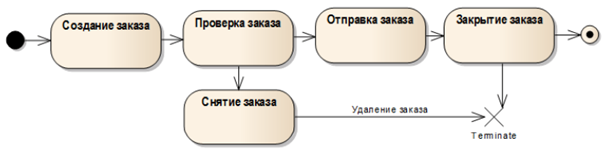 Создание заказа
Проверка заказа
Отправка заказа
Закрытие заказа
Снятие заказа
Удаление заказа
Terminate